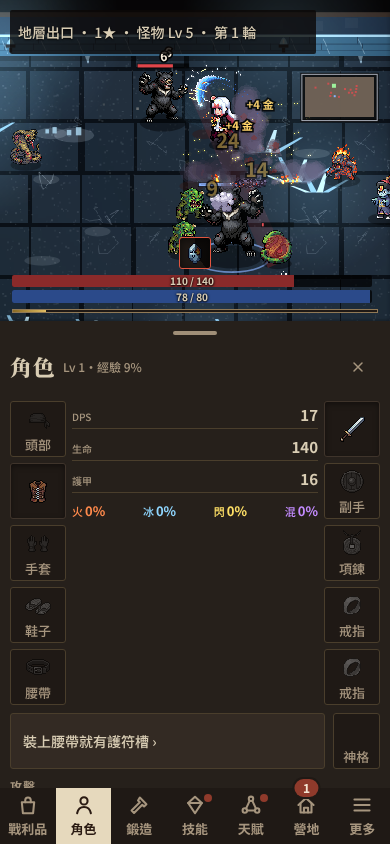 地層出口 · 1★ · 怪物 Lv 5 · 第 1 輪
6
+4 金
+4 金
24
14
9
110 / 140
78 / 80
角色 Lv 1 · 經驗 9% ×
頭部
DPS 17
生命 140
護甲 16
火 0% 冰 0% 閃 0% 混 0%
副手
手套
項鍊
鞋子
戒指
腰帶
戒指
裝上腰帶就有護符槽 ›
神格
攻擊
1
戰利品 角色 鍛造 技能 天賦 營地 更多